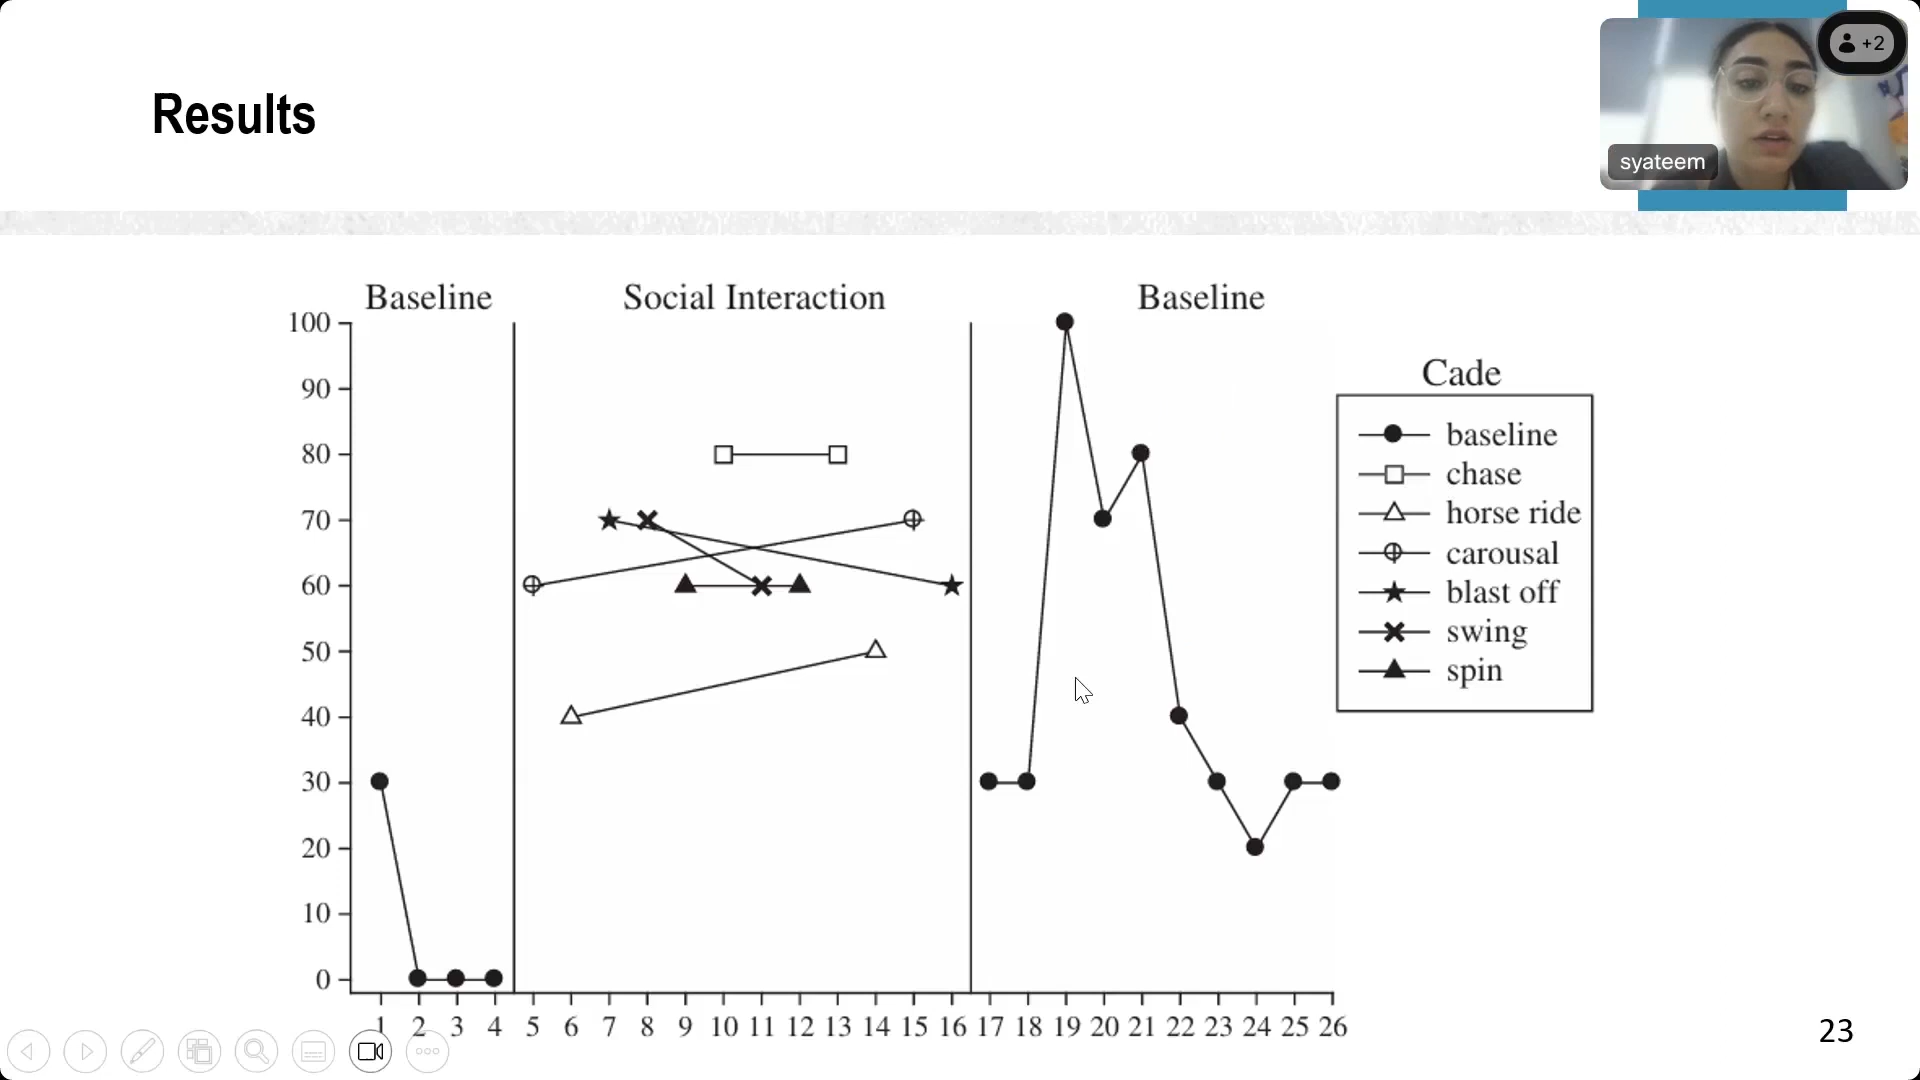 Results
+2
syateem
Baseline
Social Interaction
Baseline
100
90
80
70
60
50
40
30
20
10
0
1 2 3 4 5 6 7 8 9 10 11 12 13 14 15 16 17 18 19 20 21 22 23 24 25 26
Cade
baseline
chase
horse ride
carousal
blast off
swing
spin
23